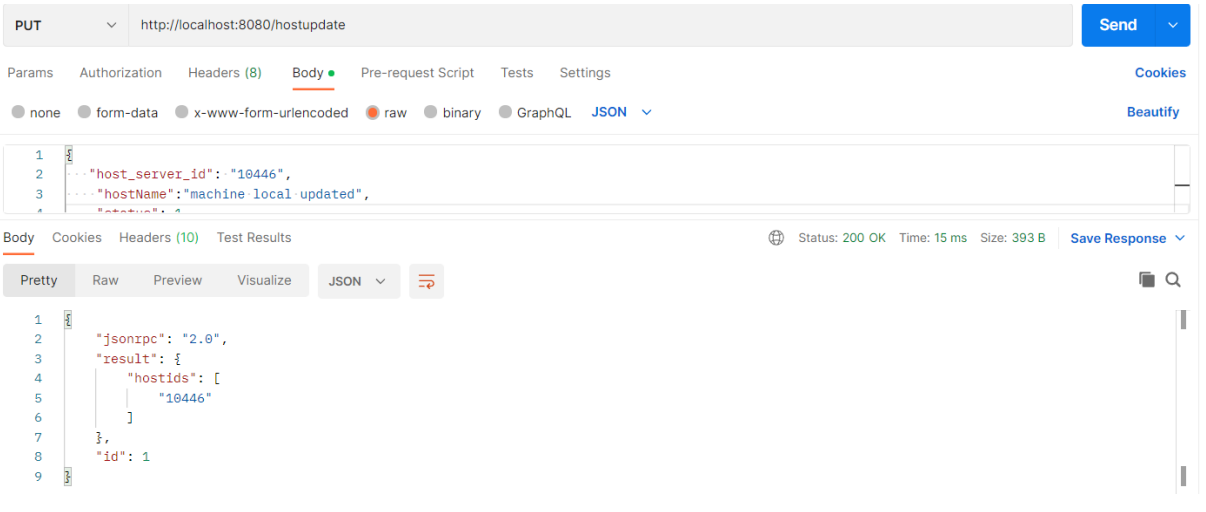 PUT http://localhost:8080/hostupdate Send
Params Authorization Headers (8) Body Pre-request Script Tests Settings Cookies
none form-data x-www-form-urlencoded raw binary GraphQL JSON Beautify
1 {
2 "host_server_id": "10446",
3 "hostName":"machine local updated",
4 "status": 1
Body Cookies Headers (10) Test Results Status: 200 OK Time: 15 ms Size: 393 B Save Response
Pretty Raw Preview Visualize JSON
1 {
2 "jsonrpc": "2.0",
3 "result": {
4 "hostids": [
5 "10446"
6 ]
7 },
8 "id": 1
9 }